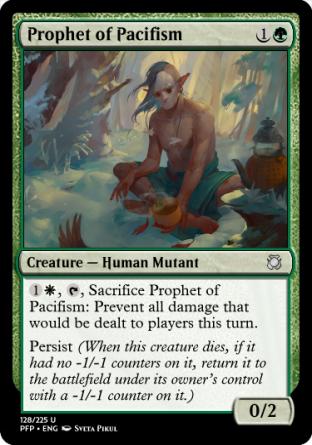 Prophet of Pacifism 1
Creature — Human Mutant
1, Sacrifice Prophet of
Pacifism: Prevent all damage that
would be dealt to players this turn.
Persist (When this creature dies, if it
had no -1/-1 counters on it, return it to
the battlefield under its owner's control
with a -1/-1 counter on it.)
0/2
128/225 U
PFP • ENG Sveta Pikul